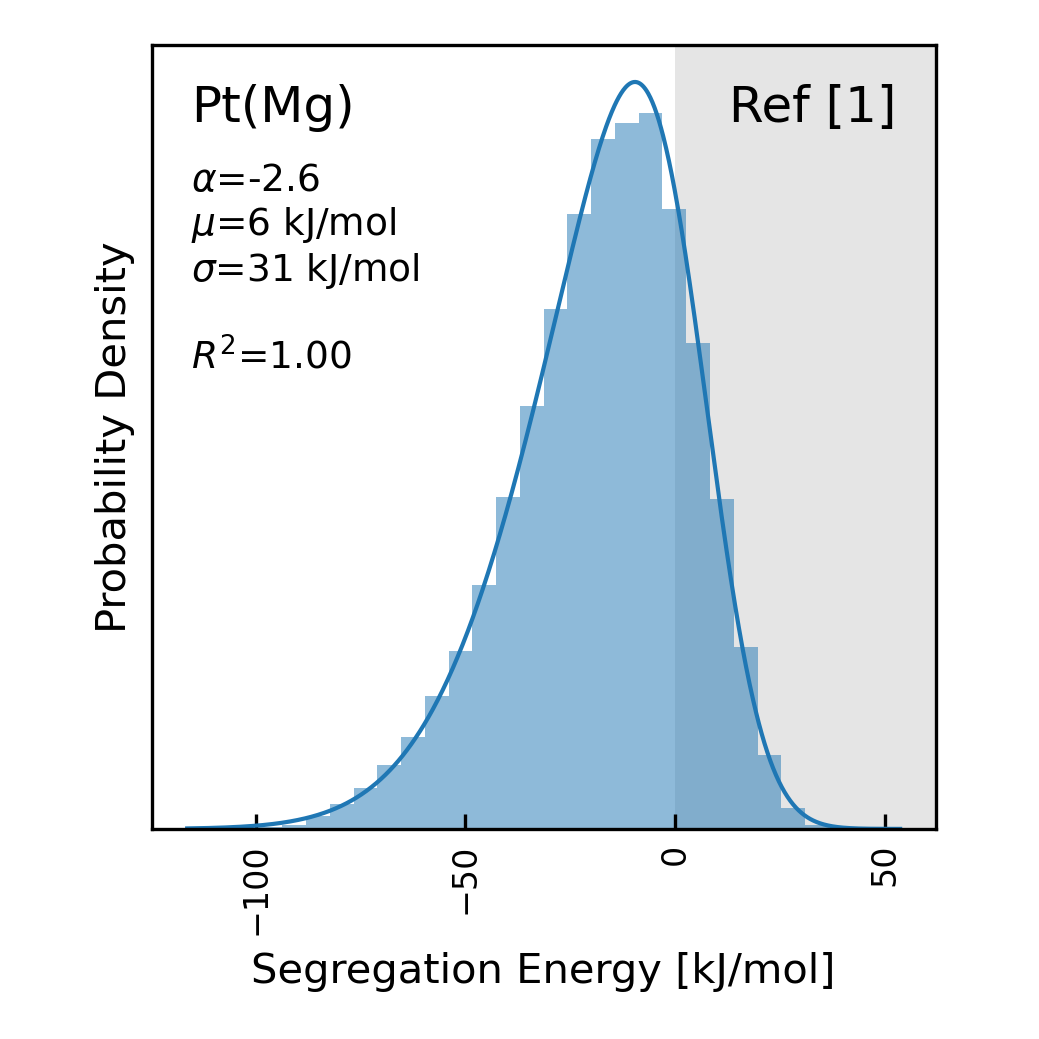 Pt(Mg)
Ref [1]
α=-2.6
μ=6 kJ/mol
σ=31 kJ/mol
R²=1.00
Probability Density
−100
−50
0
50
Segregation Energy [kJ/mol]